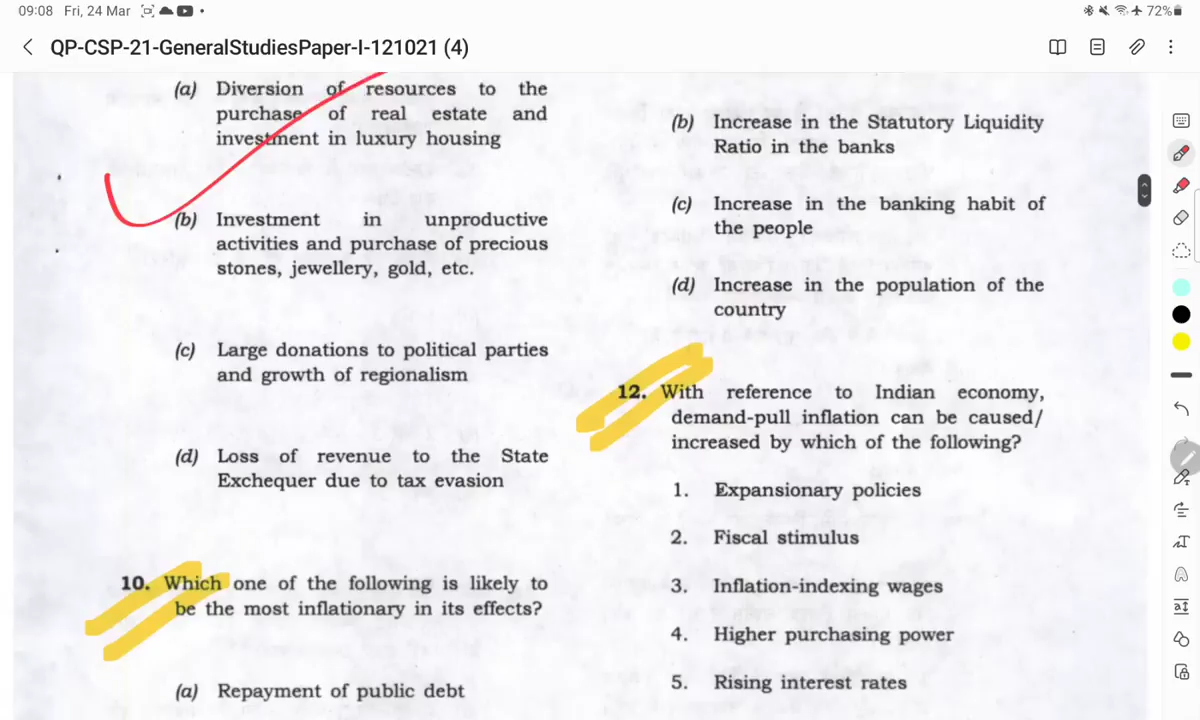 09:08 Fri, 24 Mar
72%
QP-CSP-21-GeneralStudiesPaper-I-121021 (4)
(a) Diversion of resources to the
purchase of real estate and
investment in luxury housing
(b) Investment in unproductive
activities and purchase of precious
stones, jewellery, gold, etc.
(c) Large donations to political parties
and growth of regionalism
(d) Loss of revenue to the State
Exchequer due to tax evasion
10. Which one of the following is likely to
be the most inflationary in its effects?
(a) Repayment of public debt
(b) Increase in the Statutory Liquidity
Ratio in the banks
(c) Increase in the banking habit of
the people
(d) Increase in the population of the
country
12. With reference to Indian economy,
demand-pull inflation can be caused/
increased by which of the following?
1. Expansionary policies
2. Fiscal stimulus
3. Inflation-indexing wages
4. Higher purchasing power
5. Rising interest rates